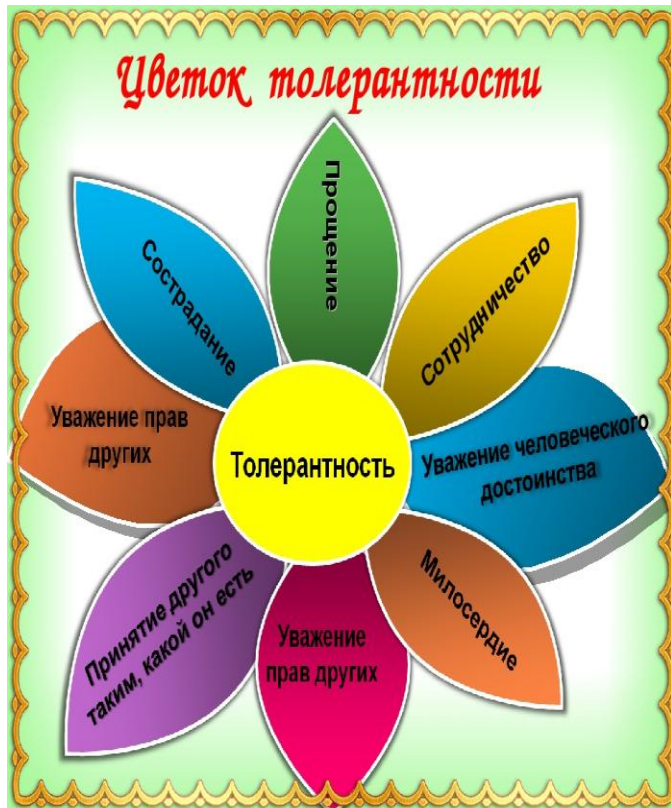 Цветок толерантности
Прощение
Сотрудничество
Уважение человеческого
достоинства
Милосердие
Уважение
прав других
Принятие другого
таким, какой он есть
Уважение прав
других
Сострадание
Толерантность